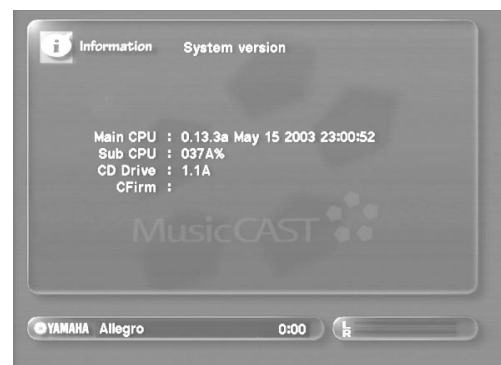 i Information System version
Main CPU : 0.13.3a May 15 2003 23:00:52
Sub CPU : 037A%
CD Drive : 1.1A
CFirm :
MusicCAST
YAMAHA Allegro 0:00 L
R